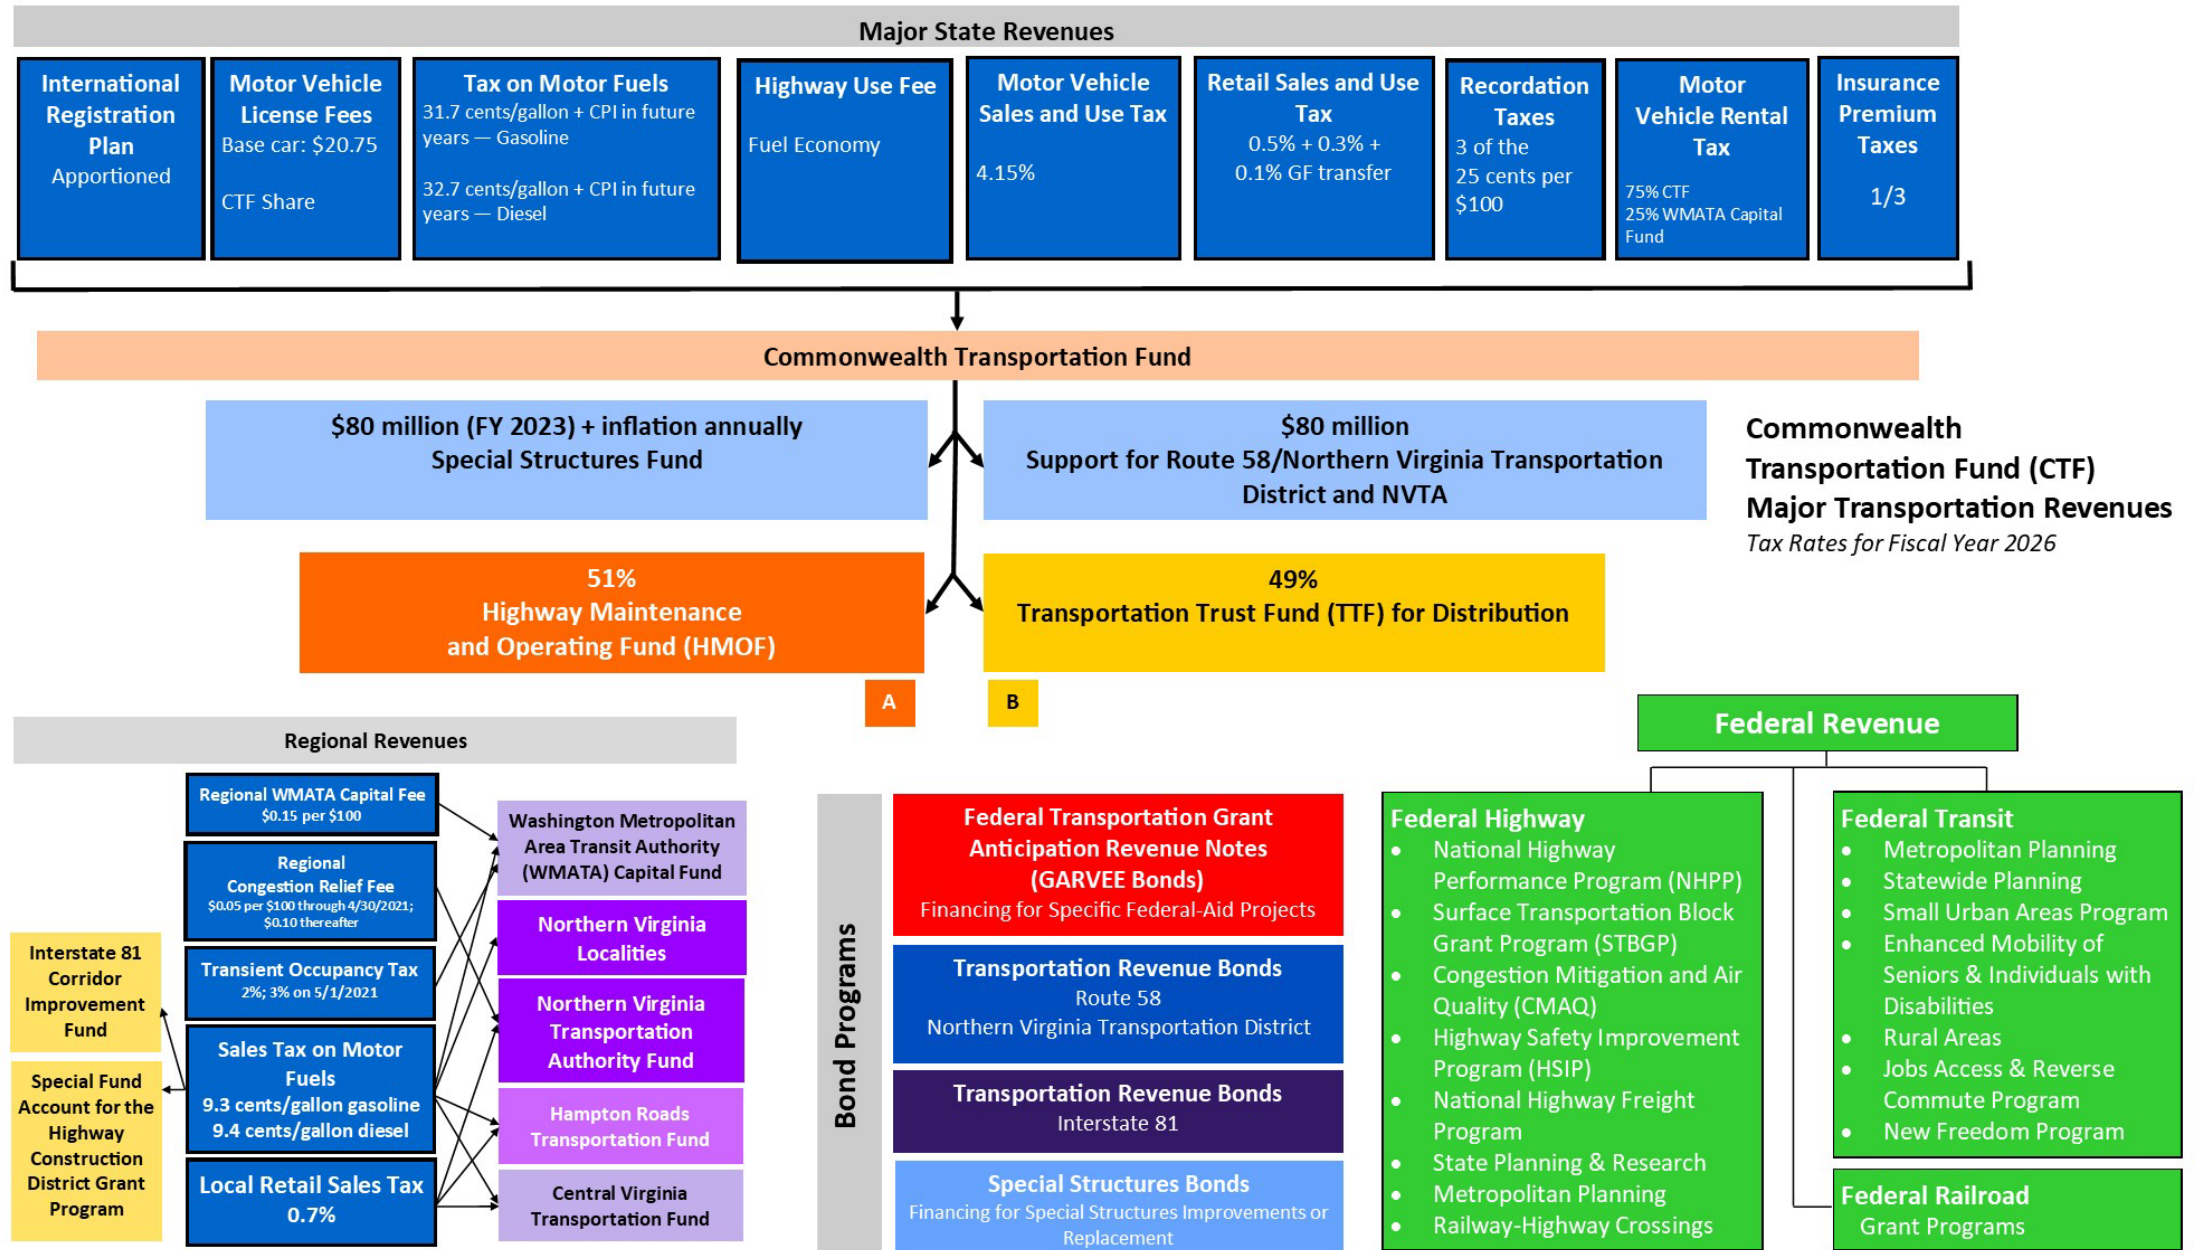 Major State Revenues
International
Registration
Plan
Apportioned
Motor Vehicle
License Fees
Base car: $20.75
CTF Share
Tax on Motor Fuels
31.7 cents/gallon + CPI in future
years — Gasoline
32.7 cents/gallon + CPI in future
years — Diesel
Highway Use Fee
Fuel Economy
Motor Vehicle
Sales and Use Tax
4.15%
Retail Sales and Use
Tax
0.5% + 0.3% +
0.1% GF transfer
Recordation
Taxes
3 of the
25 cents per
$100
Motor
Vehicle Rental
Tax
75% CTF
25% WMATA Capital
Fund
Insurance
Premium
Taxes
1/3
Commonwealth Transportation Fund
$80 million (FY 2023) + inflation annually
Special Structures Fund
$80 million
Support for Route 58/Northern Virginia Transportation
District and NVTA
Commonwealth
Transportation Fund (CTF)
Major Transportation Revenues
Tax Rates for Fiscal Year 2026
51%
Highway Maintenance
and Operating Fund (HMOF)
49%
Transportation Trust Fund (TTF) for Distribution
A
B
Regional Revenues
Regional WMATA Capital Fee
$0.15 per $100
Regional
Congestion Relief Fee
$0.05 per $100 through 4/30/2021;
$0.10 thereafter
Transient Occupancy Tax
2%; 3% on 5/1/2021
Sales Tax on Motor
Fuels
9.3 cents/gallon gasoline
9.4 cents/gallon diesel
Local Retail Sales Tax
0.7%
Interstate 81
Corridor
Improvement
Fund
Special Fund
Account for the
Highway
Construction
District Grant
Program
Washington Metropolitan
Area Transit Authority
(WMATA) Capital Fund
Northern Virginia
Localities
Northern Virginia
Transportation
Authority Fund
Hampton Roads
Transportation Fund
Central Virginia
Transportation Fund
Bond Programs
Federal Transportation Grant
Anticipation Revenue Notes
(GARVEE Bonds)
Financing for Specific Federal-Aid Projects
Transportation Revenue Bonds
Route 58
Northern Virginia Transportation District
Transportation Revenue Bonds
Interstate 81
Special Structures Bonds
Financing for Special Structures Improvements or
Replacement
Federal Revenue
Federal Highway
• National Highway
Performance Program (NHPP)
• Surface Transportation Block
Grant Program (STBGP)
• Congestion Mitigation and Air
Quality (CMAQ)
• Highway Safety Improvement
Program (HSIP)
• National Highway Freight
Program
• State Planning & Research
• Metropolitan Planning
• Railway-Highway Crossings
Federal Transit
• Metropolitan Planning
• Statewide Planning
• Small Urban Areas Program
• Enhanced Mobility of
Seniors & Individuals with
Disabilities
• Rural Areas
• Jobs Access & Reverse
Commute Program
• New Freedom Program
Federal Railroad
Grant Programs